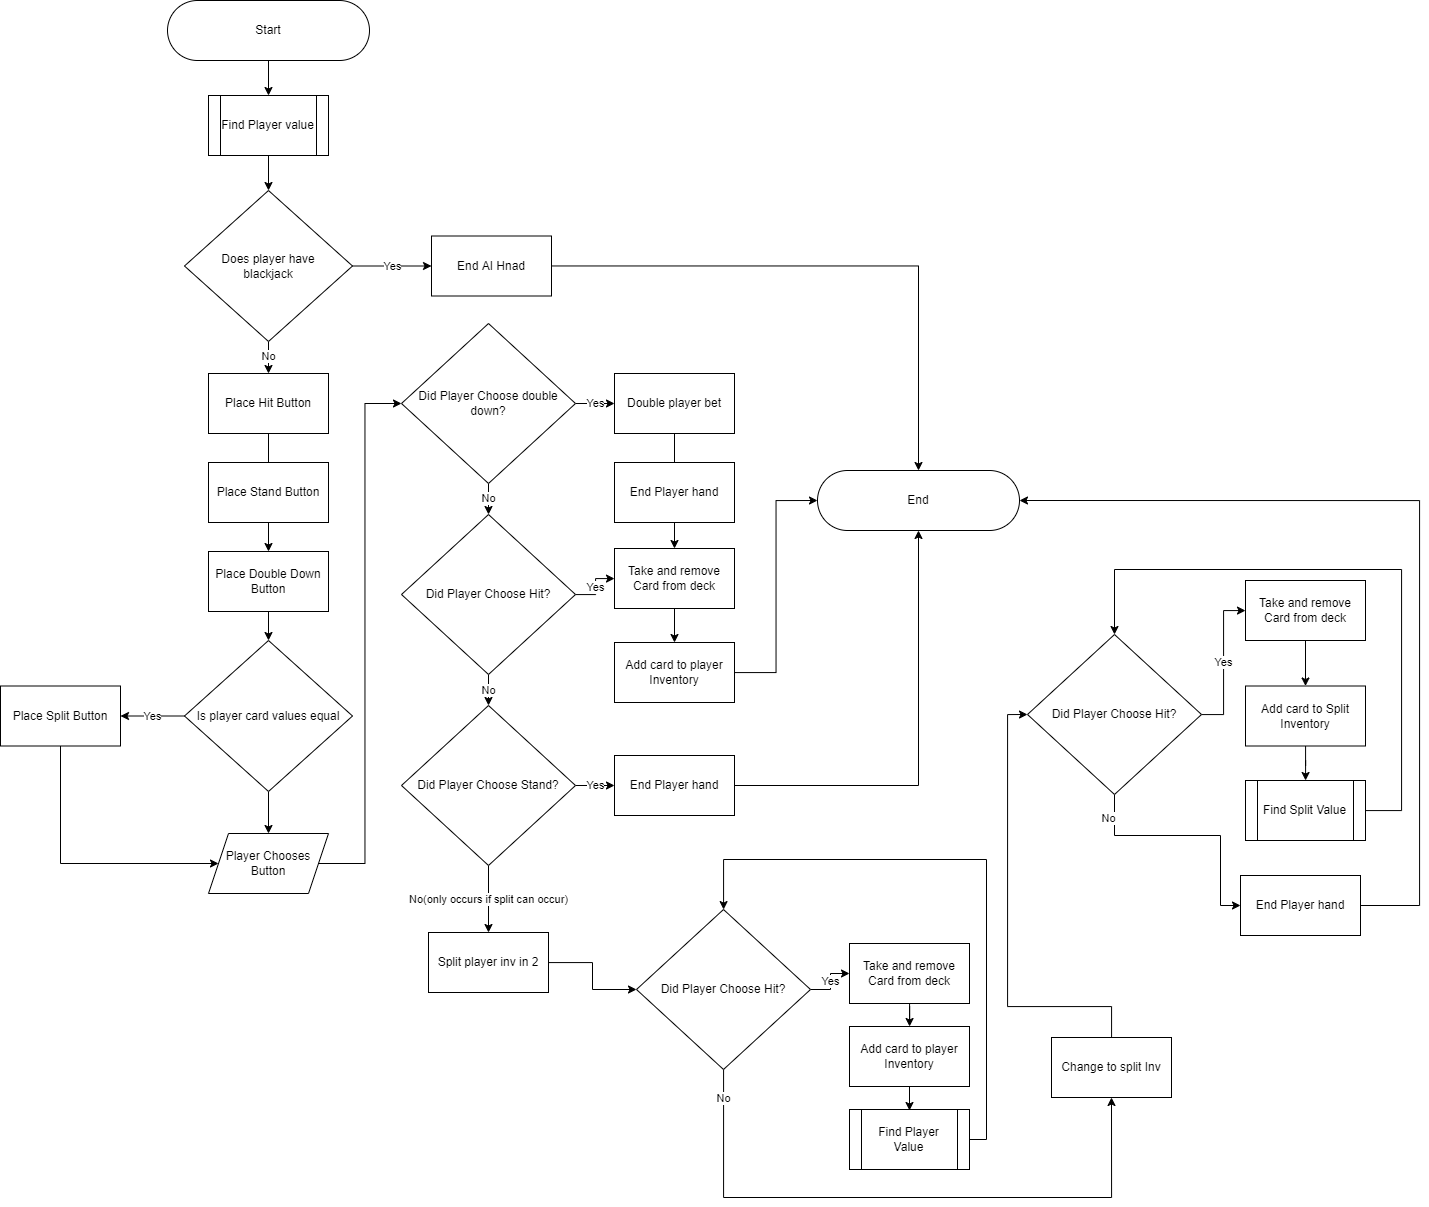 Start
Find Player value
Does player have
blackjack
Yes
End AI Hnad
No
Place Hit Button
Place Stand Button
Place Double Down
Button
Is player card values equal
Yes
Place Split Button
Player Chooses
Button
Did Player Choose double
down?
Yes
Double player bet
End Player hand
No
Did Player Choose Hit?
Yes
Take and remove
Card from deck
Add card to player
Inventory
No
Did Player Choose Stand?
Yes
End Player hand
End
No(only occurs if split can occur)
Split player inv in 2
Did Player Choose Hit?
Yes
Take and remove
Card from deck
Add card to player
Inventory
Find Player
Value
No
Change to split Inv
Did Player Choose Hit?
Yes
Take and remove
Card from deck
Add card to Split
Inventory
Find Split Value
No
End Player hand